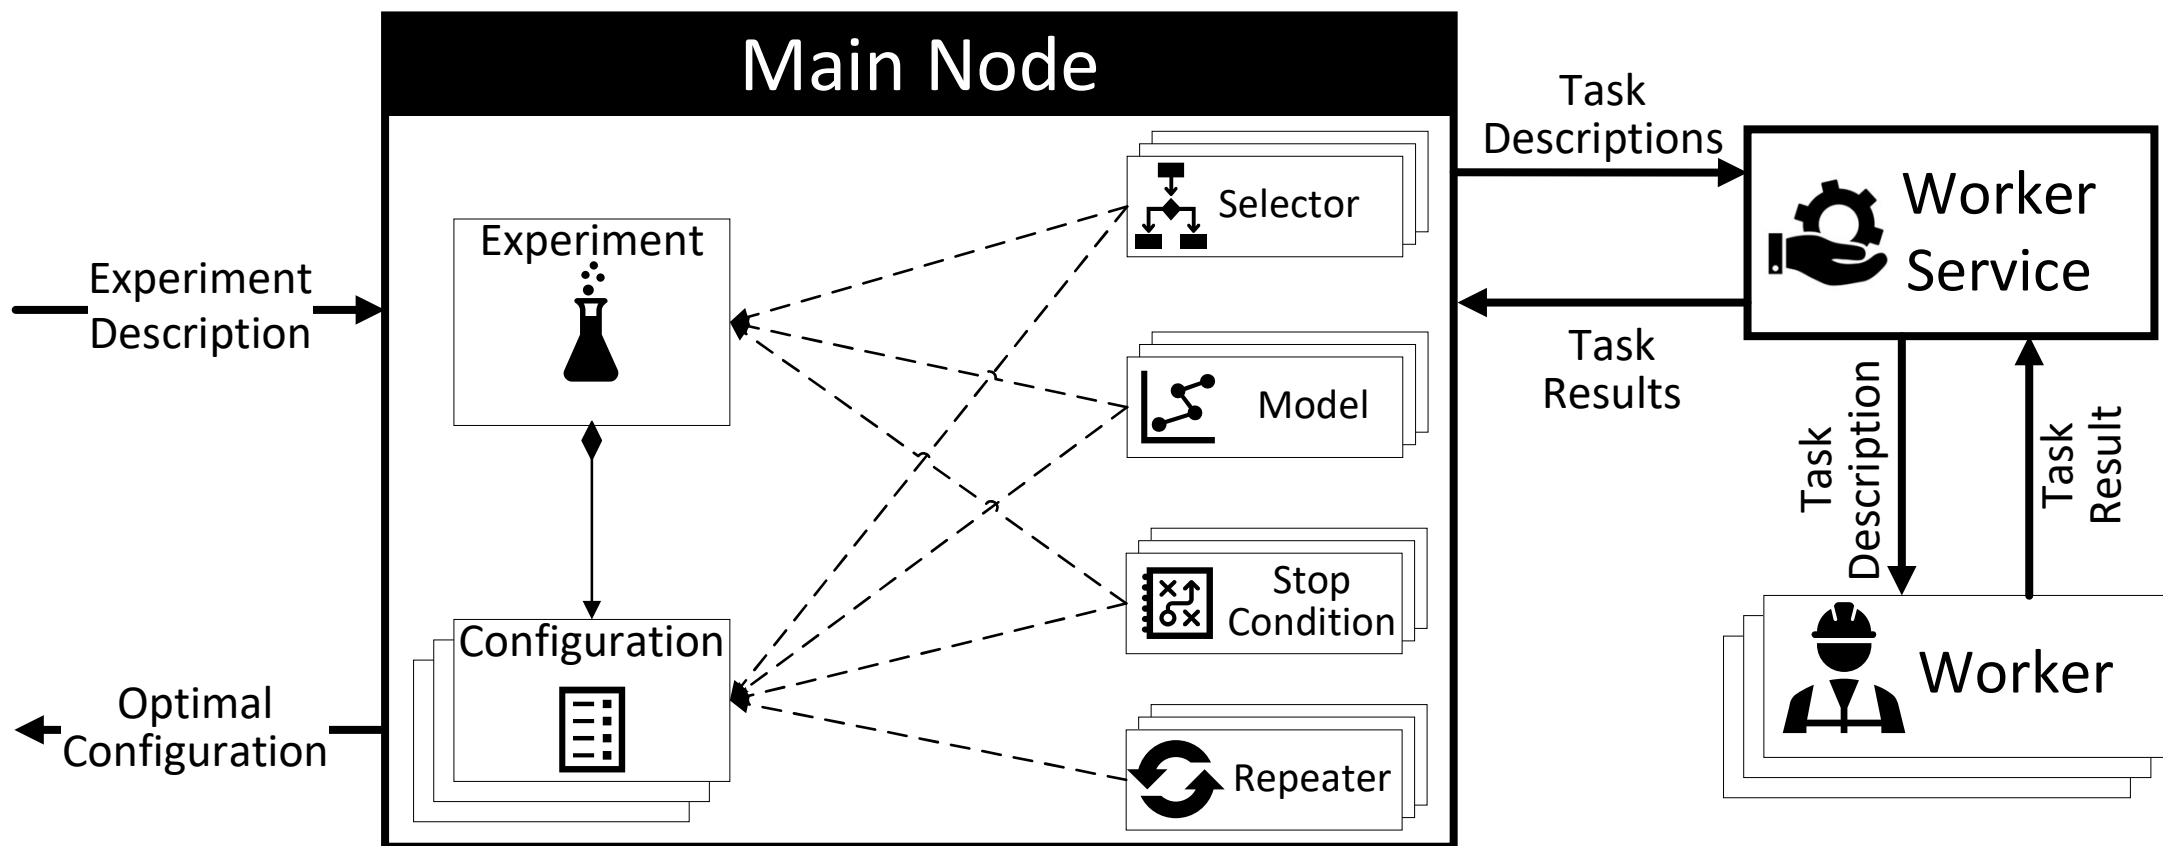 Main Node
Experiment
Description
Optimal
Configuration
Experiment
Configuration
Selector
Model
Stop
Condition
Repeater
Task
Descriptions
Task
Results
Worker
Service
Task
Description
Task
Result
Worker